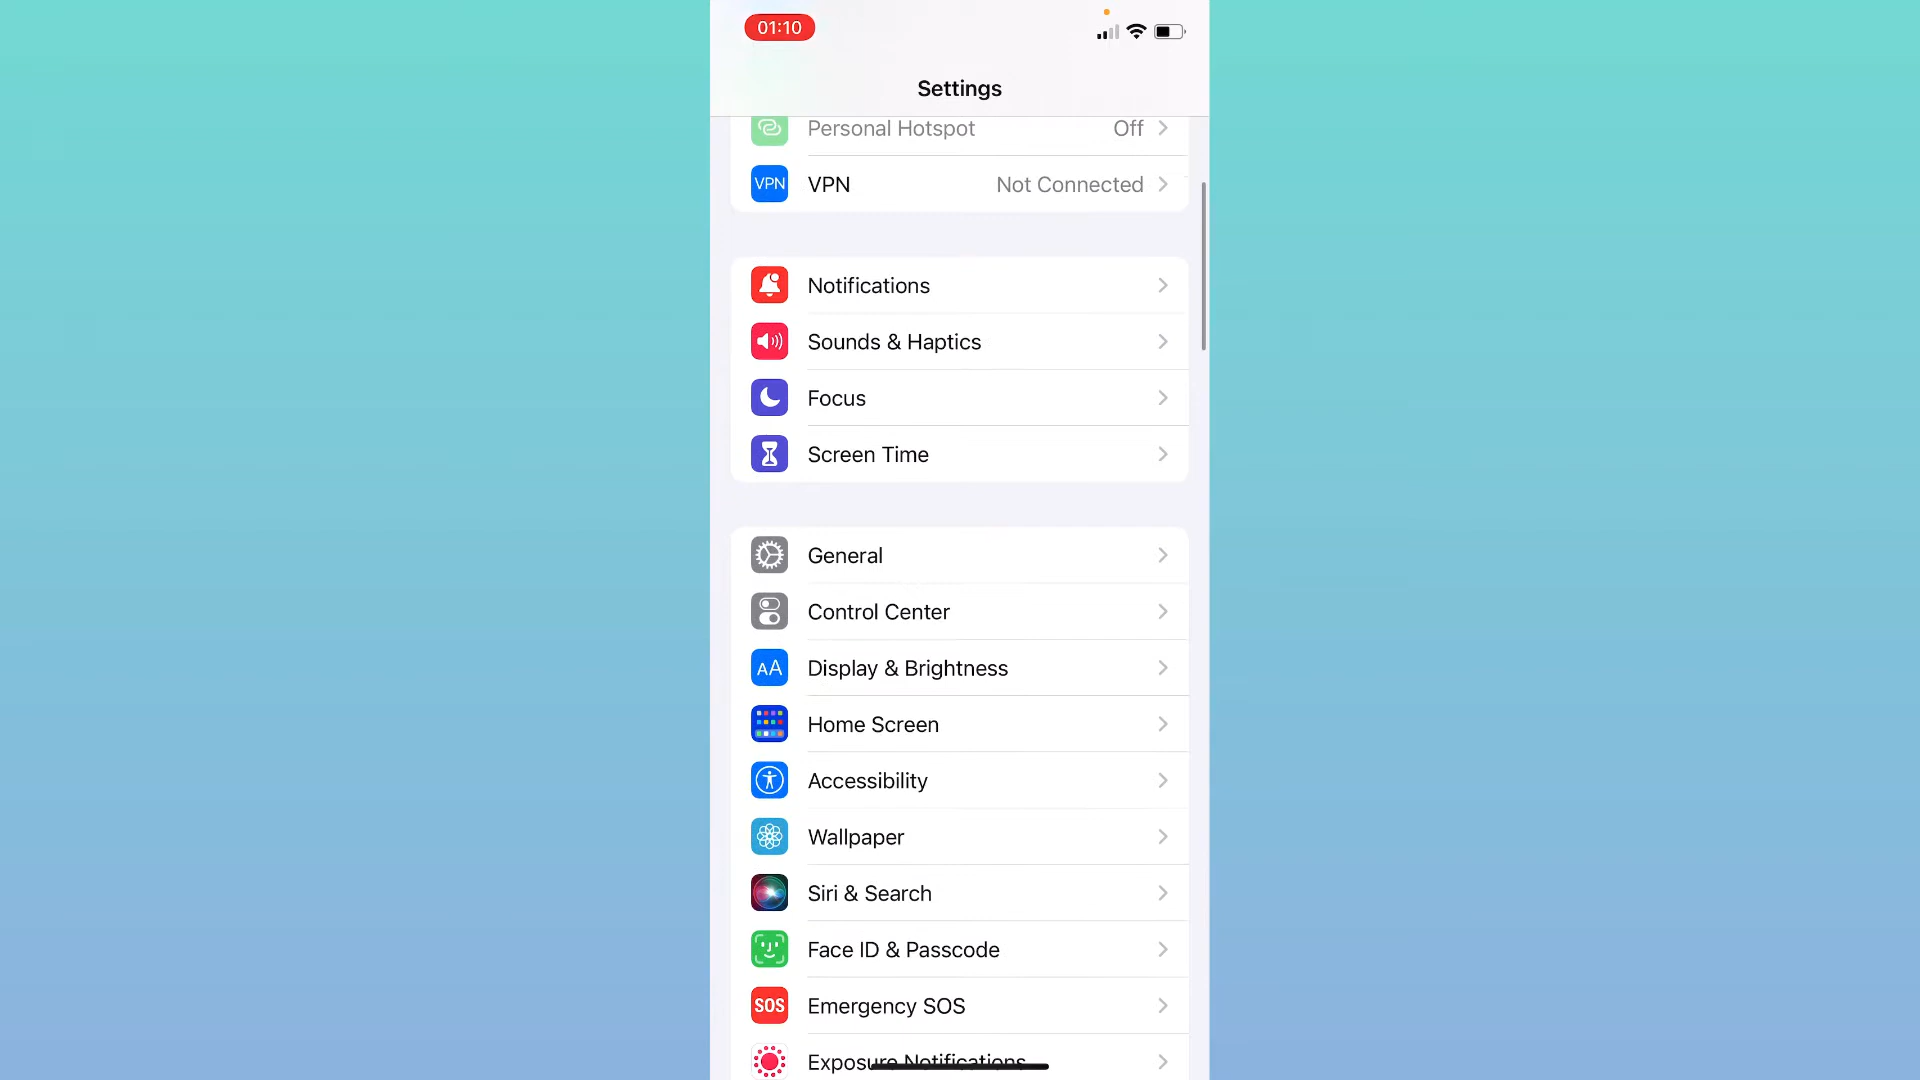 01:10
Settings
Personal Hotspot Off
VPN VPN Not Connected
Notifications
Sounds & Haptics
Focus
Screen Time
General
Control Center
AA Display & Brightness
Home Screen
Accessibility
Wallpaper
Siri & Search
Face ID & Passcode
SOS Emergency SOS
Exposure Notifications